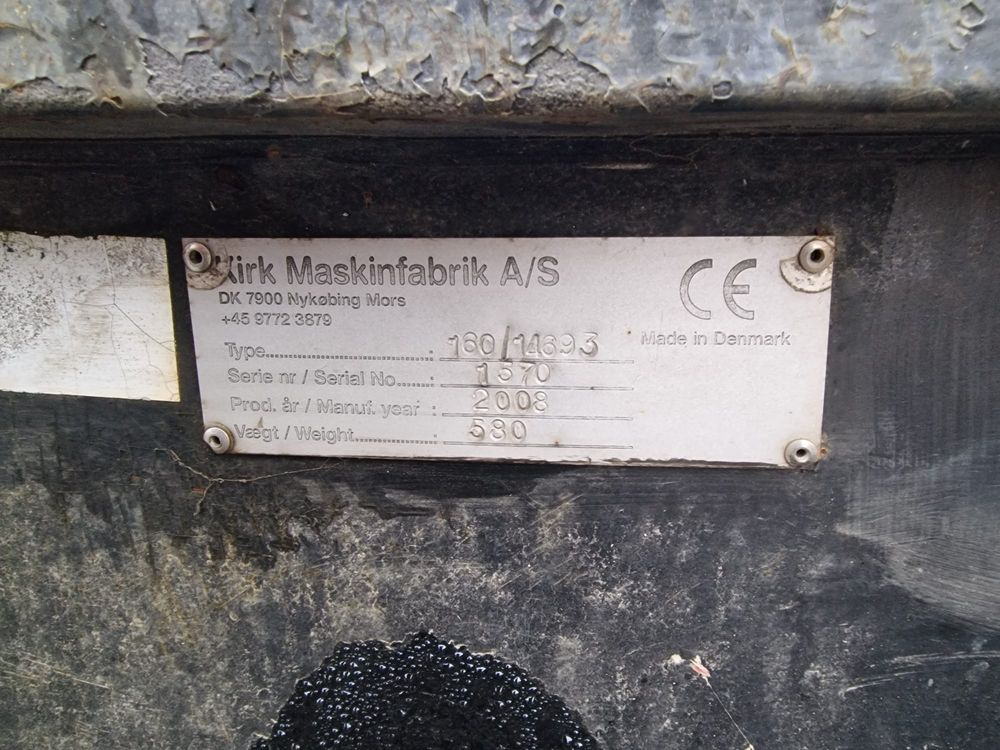 Kirk Maskinfabrik A/S
DK 7900 Nykøbing Mors
+45 9772 3879
CE
Made in Denmark
Type..............................: 160/14693
Serie nr / Serial No.......: 1570
Prod. år / Manuf. year : 2008
Vægt / Weight...............: 580